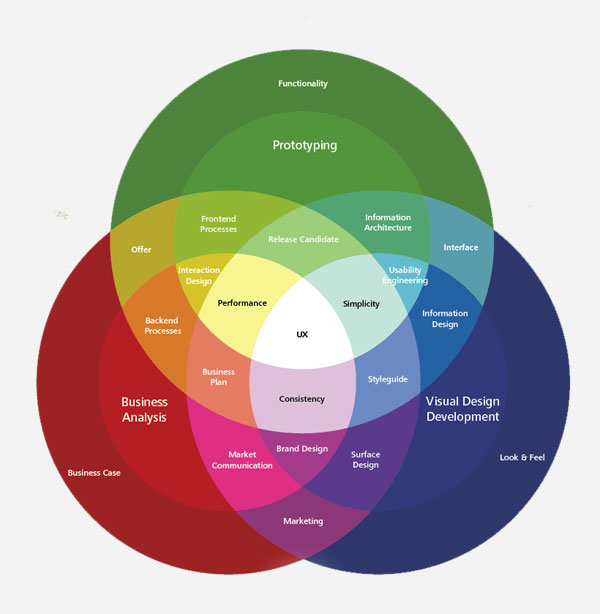 Functionality
Prototyping
Frontend
Processes
Information
Architecture
Release Candidate
Offer
Interface
Interaction
Design
Usability
Engineering
Performance
Simplicity
Backend
Processes
Information
Design
UX
Business
Plan
Styleguide
Consistency
Business
Analysis
Visual Design
Development
Market
Communication
Brand Design
Surface
Design
Business Case
Look & Feel
Marketing